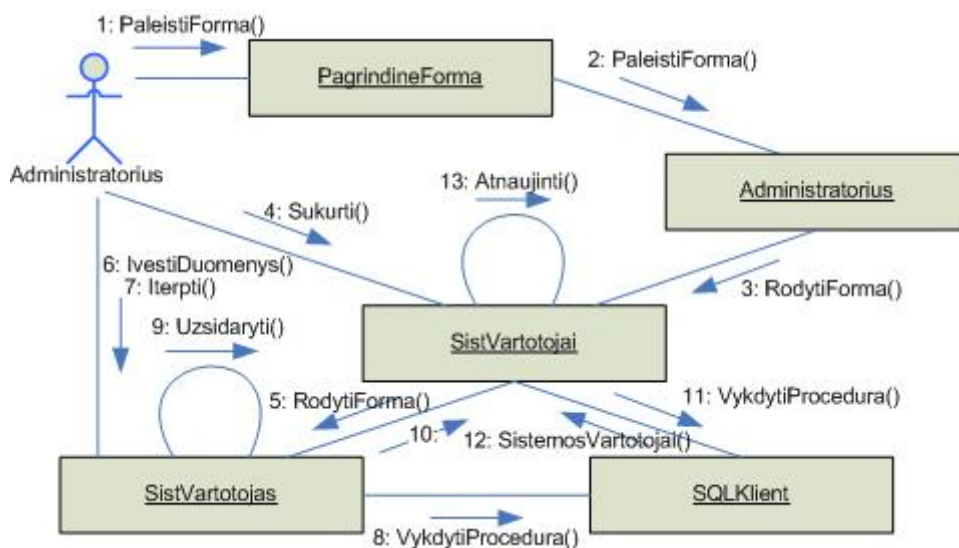 1: PaleistiForma()
PagrindineForma
2: PaleistiForma()
Administratorius
13: Atnaujinti()
Administratorius
4: Sukurti()
6: IvestiDuomenys()
7: Iterpti()
3: RodytiForma()
9: Uzsidaryti()
SistVartotojai
5: RodytiForma()
11: VykdytiProcedura()
10:
12: SistemosVartotojai()
SistVartotojas
SQLKlient
8: VykdytiProcedura()